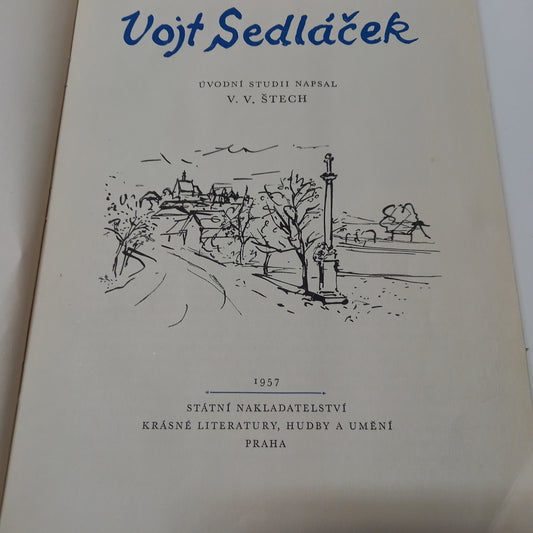 Vojt Sedláček
ÚVODNÍ STUDII NAPSAL
V. V. ŠTECH
1957
STÁTNÍ NAKLADATELSTVÍ
KRÁSNÉ LITERATURY, HUDBY A UMĚNÍ
PRAHA